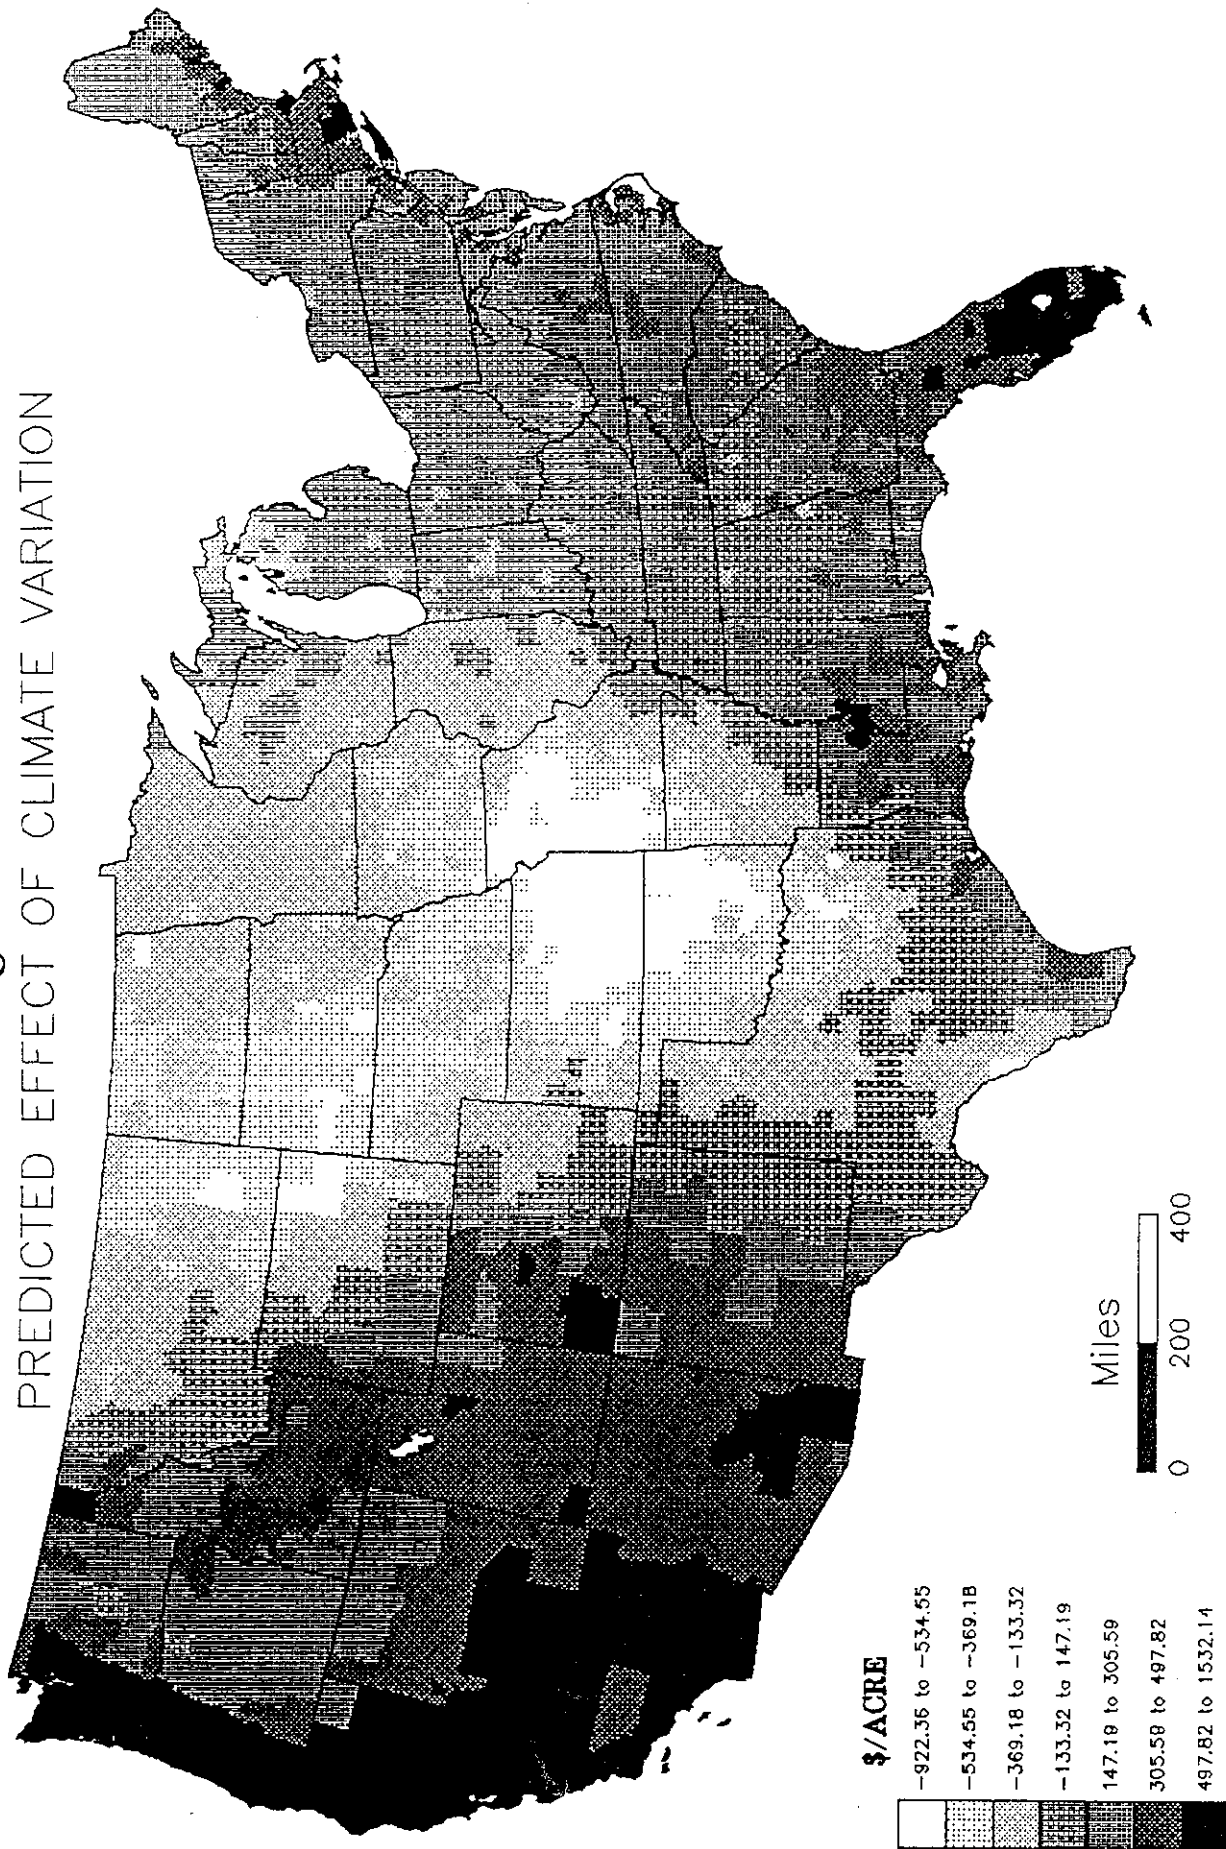 PREDICTED EFFECT OF CLIMATE VARIATION
$/ACRE
-922.36 to -534.55
-534.55 to -369.18
-369.18 to -133.32
-133.32 to 147.19
147.19 to 305.59
305.59 to 497.82
497.82 to 1532.14
Miles
0 200 400